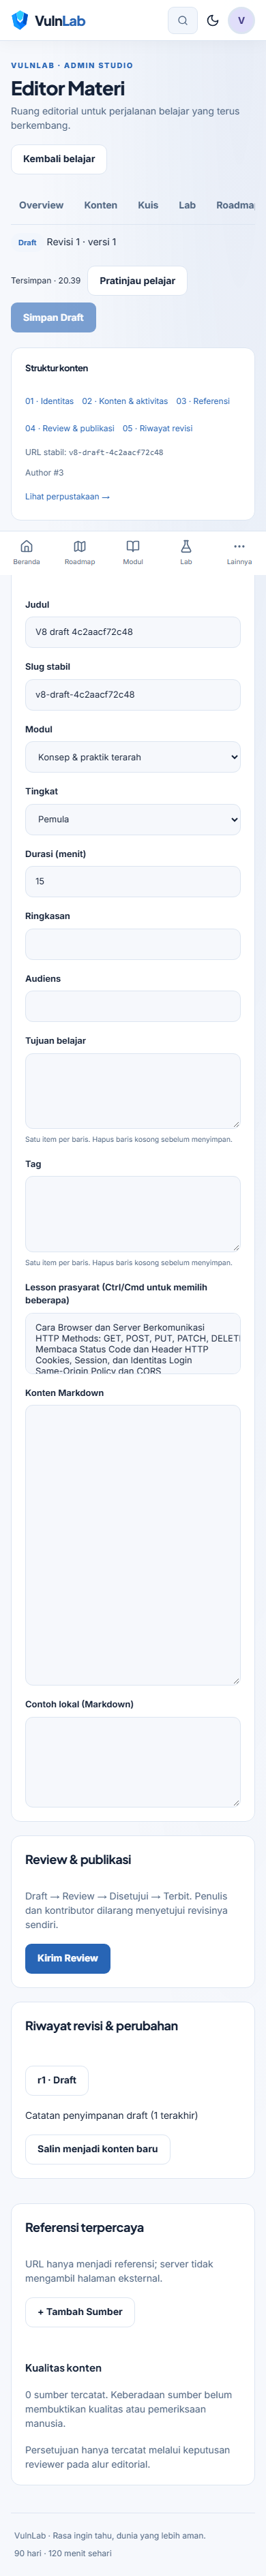 VulnLab
V
VULNLAB · ADMIN STUDIO
Editor Materi
Ruang editorial untuk perjalanan belajar yang terus
berkembang.
Kembali belajar
Overview Konten Kuis Lab Roadmap
Draft Revisi 1 · versi 1
Tersimpan · 20.39 Pratinjau pelajar
Simpan Draft
Struktur konten
01 · Identitas 02 · Konten & aktivitas 03 · Referensi
04 · Review & publikasi 05 · Riwayat revisi
URL stabil: v8-draft-4c2aacf72c48
Author #3
Lihat perpustakaan →
Beranda Roadmap Modul Lab Lainnya
Judul
V8 draft 4c2aacf72c48
Slug stabil
v8-draft-4c2aacf72c48
Modul
Konsep & praktik terarah
Tingkat
Pemula
Durasi (menit)
15
Ringkasan
Audiens
Tujuan belajar
Satu item per baris. Hapus baris kosong sebelum menyimpan.
Tag
Satu item per baris. Hapus baris kosong sebelum menyimpan.
Lesson prasyarat (Ctrl/Cmd untuk memilih
beberapa)
Cara Browser dan Server Berkomunikasi
HTTP Methods: GET, POST, PUT, PATCH, DELETE
Membaca Status Code dan Header HTTP
Cookies, Session, dan Identitas Login
Same-Origin Policy dan CORS
Konten Markdown
Contoh lokal (Markdown)
Review & publikasi
Draft → Review → Disetujui → Terbit. Penulis
dan kontributor dilarang menyetujui revisinya
sendiri.
Kirim Review
Riwayat revisi & perubahan
r1 · Draft
Catatan penyimpanan draft (1 terakhir)
Salin menjadi konten baru
Referensi terpercaya
URL hanya menjadi referensi; server tidak
mengambil halaman eksternal.
+ Tambah Sumber
Kualitas konten
0 sumber tercatat. Keberadaan sumber belum
membuktikan kualitas atau pemeriksaan
manusia.
Persetujuan hanya tercatat melalui keputusan
reviewer pada alur editorial.
VulnLab · Rasa ingin tahu, dunia yang lebih aman.
90 hari · 120 menit sehari